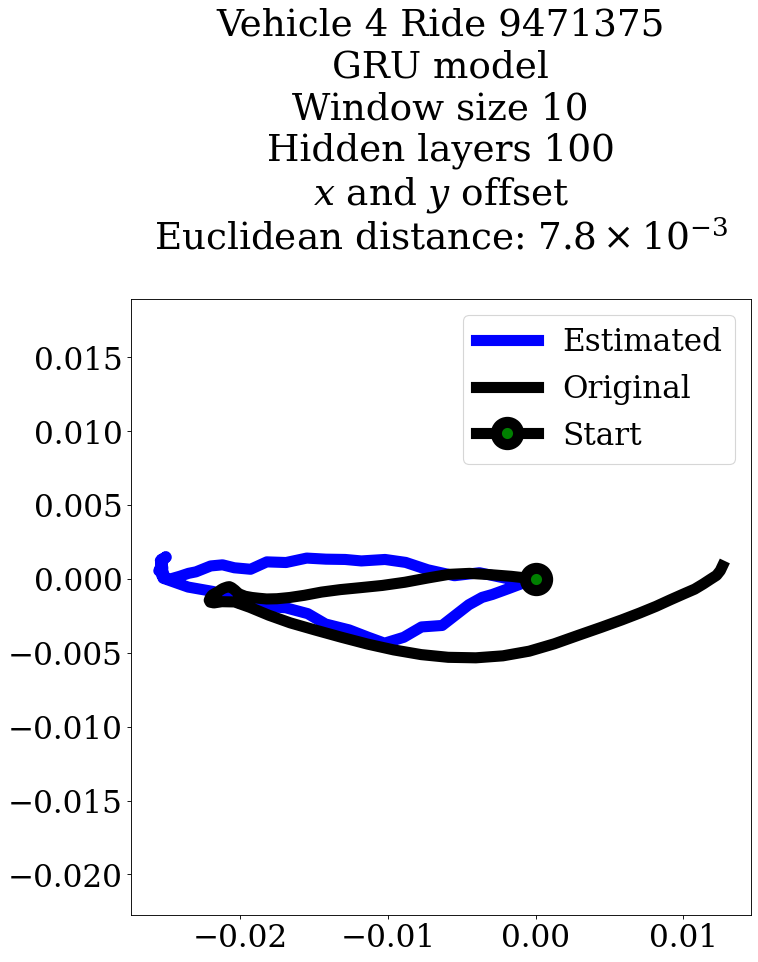 Vehicle 4 Ride 9471375
GRU model
Window size 10
Hidden layers 100
x and y offset
Euclidean distance: 7.8 × 10⁻³
Estimated
Original
Start
0.015
0.010
0.005
0.000
−0.005
−0.010
−0.015
−0.020
−0.02 −0.01 0.00 0.01